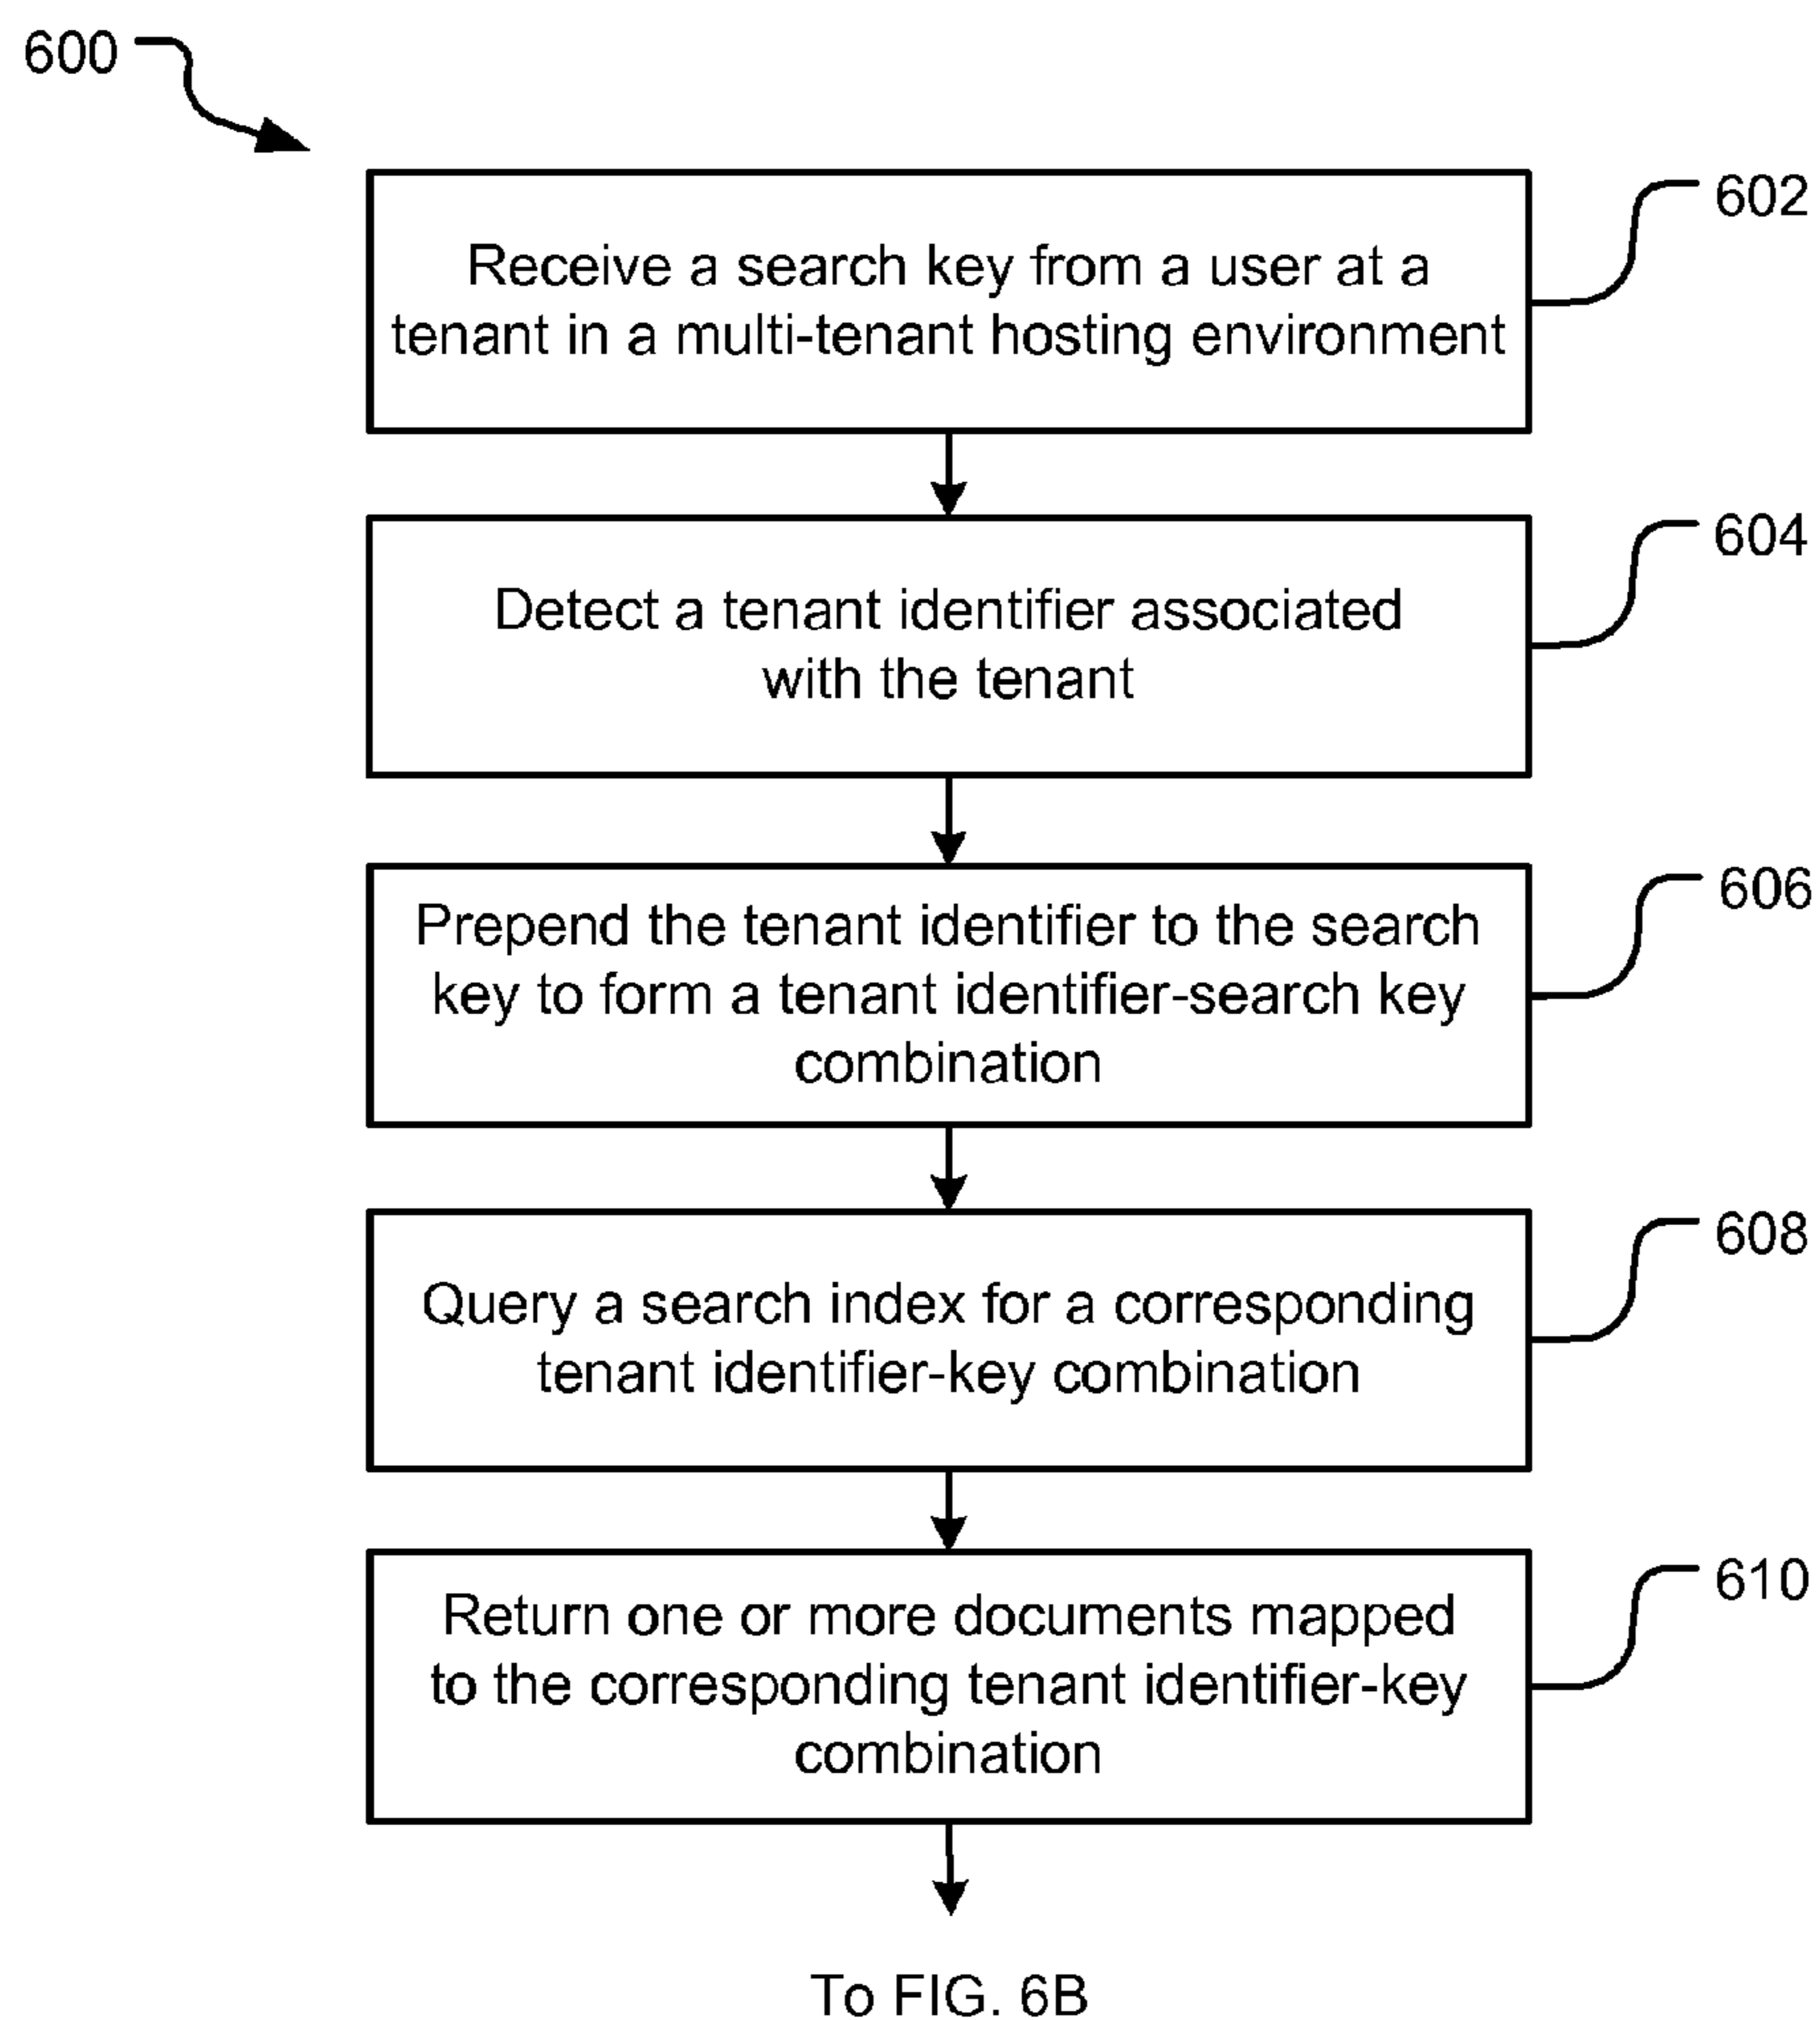 600
602
Receive a search key from a user at a
tenant in a multi-tenant hosting environment
604
Detect a tenant identifier associated
with the tenant
606
Prepend the tenant identifier to the search
key to form a tenant identifier-search key
combination
608
Query a search index for a corresponding
tenant identifier-key combination
610
Return one or more documents mapped
to the corresponding tenant identifier-key
combination
To FIG. 6B